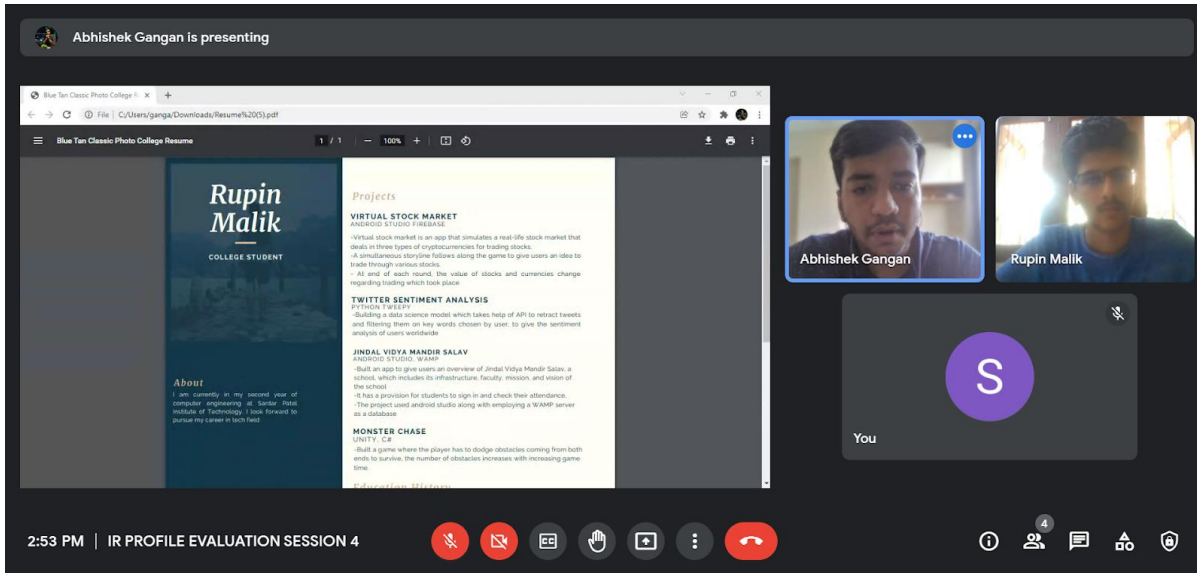 Abhishek Gangan is presenting
Blue Tan Classic Photo College R
File | C:/Users/ganga/Downloads/Resume%20(5).pdf
Blue Tan Classic Photo College Resume
1 / 1
100%
Rupin
Malik
COLLEGE STUDENT
About
I am currently in my second year of
computer engineering at Sardar Patel
Institute of Technology. I look forward to
pursue my career in tech field
Projects
VIRTUAL STOCK MARKET
ANDROID STUDIO FIREBASE
-Virtual stock market is an app that simulates a real-life stock market that
deals in three types of cryptocurrencies for trading stocks.
-A simultaneous storyline follows along the game to give users an idea to
trade through various stocks.
- At end of each round, the value of stocks and currencies change
regarding trading which took place
TWITTER SENTIMENT ANALYSIS
PYTHON TWEEPY
-Building a data science model which takes help of API to retract tweets
and filtering them on key words chosen by user, to give the sentiment
analysis of users worldwide
JINDAL VIDYA MANDIR SALAV
ANDROID STUDIO, WAMP
-Built an app to give users an overview of Jindal Vidya Mandir Salav, a
school, which includes its infrastructure, faculty, mission, and vision of
the school
-It has a provision for students to sign in and check their attendance.
-The project used android studio along with employing a WAMP server
as a database
MONSTER CHASE
UNITY, C#
-Built a game where the player has to dodge obstacles coming from both
ends to survive, the number of obstacles increases with increasing game
time
Education History
Abhishek Gangan
Rupin Malik
S
You
2:53 PM | IR PROFILE EVALUATION SESSION 4
CC
4